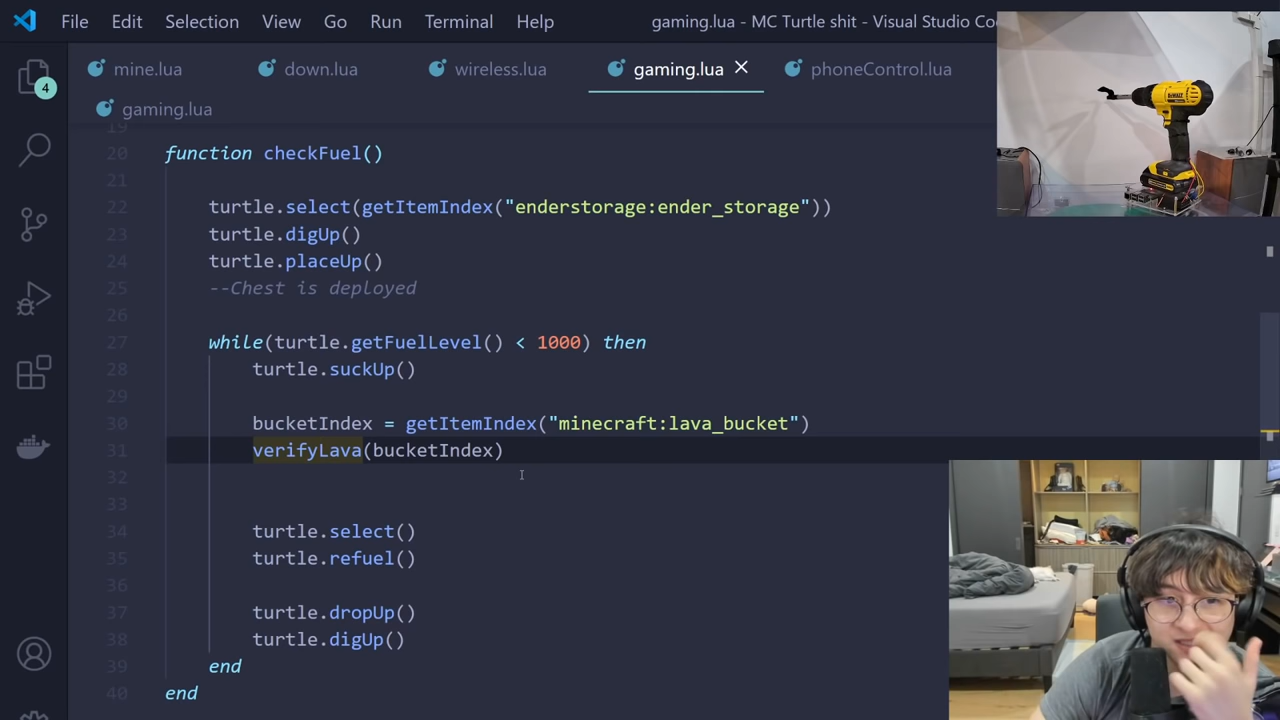 File Edit Selection View Go Run Terminal Help gaming.lua - MC Turtle shit - Visual Studio Co
mine.lua down.lua wireless.lua gaming.lua phoneControl.lua
4
gaming.lua
19
20 function checkFuel()
21
22 turtle.select(getItemIndex("enderstorage:ender_storage"))
23 turtle.digUp()
24 turtle.placeUp()
25 --Chest is deployed
26
27 while(turtle.getFuelLevel() < 1000) then
28 turtle.suckUp()
29
30 bucketIndex = getItemIndex("minecraft:lava_bucket")
31 verifyLava(bucketIndex)
32
33
34 turtle.select()
35 turtle.refuel()
36
37 turtle.dropUp()
38 turtle.digUp()
39 end
40 end
DEWALT